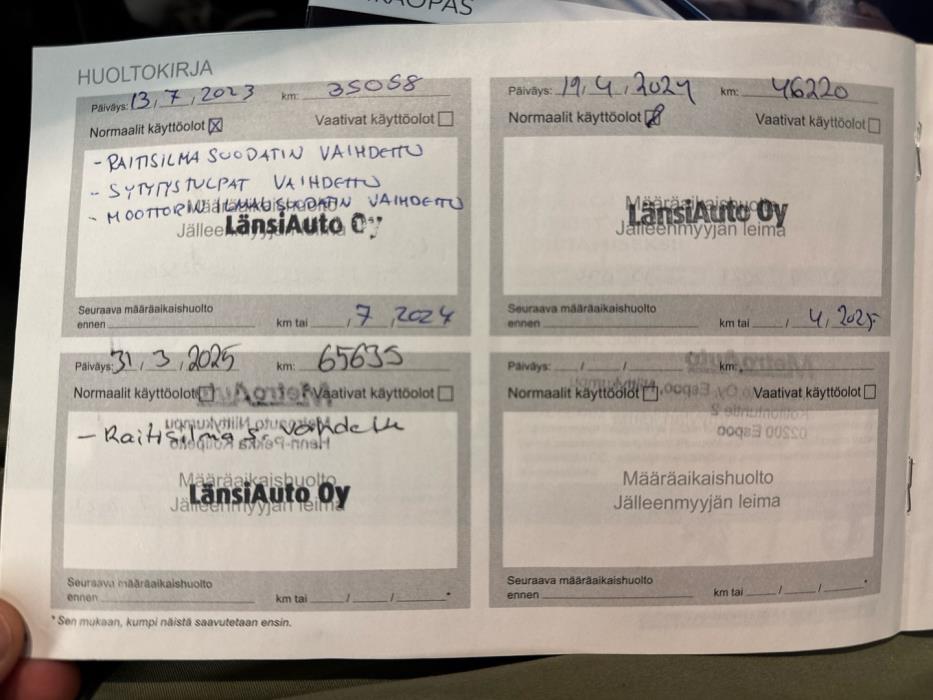 HUOLTOKIRJA
Päiväys: 13, 7, 2023 km: 35058
Normaalit käyttöolot Vaativat käyttöolot
- RAITISILMA SUODATIN VAIHDETTU
- SYTYTYSTULPAT VAIHDETTU
- MOOTTORIN ILMANSUODATIN VAIHDETTU
LänsiAuto Oy
Seuraava määräaikaishuolto
ennen km tai / 7, 2024
Päiväys: 19, 4, 2024 km: 46220
Normaalit käyttöolot Vaativat käyttöolot
Määräaikaishuolto
LänsiAuto Oy
Jälleenmyyjän leima
Seuraava määräaikaishuolto
ennen km tai / 4, 2025
Päiväys: 31, 3, 2025 km: 65635
Normaalit käyttöolot Vaativat käyttöolot
- Raitisilma s.
Määräaikaishuolto
LänsiAuto Oy
Jälleenmyyjän leima
Seuraava määräaikaishuolto
ennen km tai / / *
Päiväys: / / km:
Normaalit käyttöolot Vaativat käyttöolot
Määräaikaishuolto
Jälleenmyyjän leima
Seuraava määräaikaishuolto
ennen km tai / / *
* Sen mukaan, kumpi näistä saavutetaan ensin.